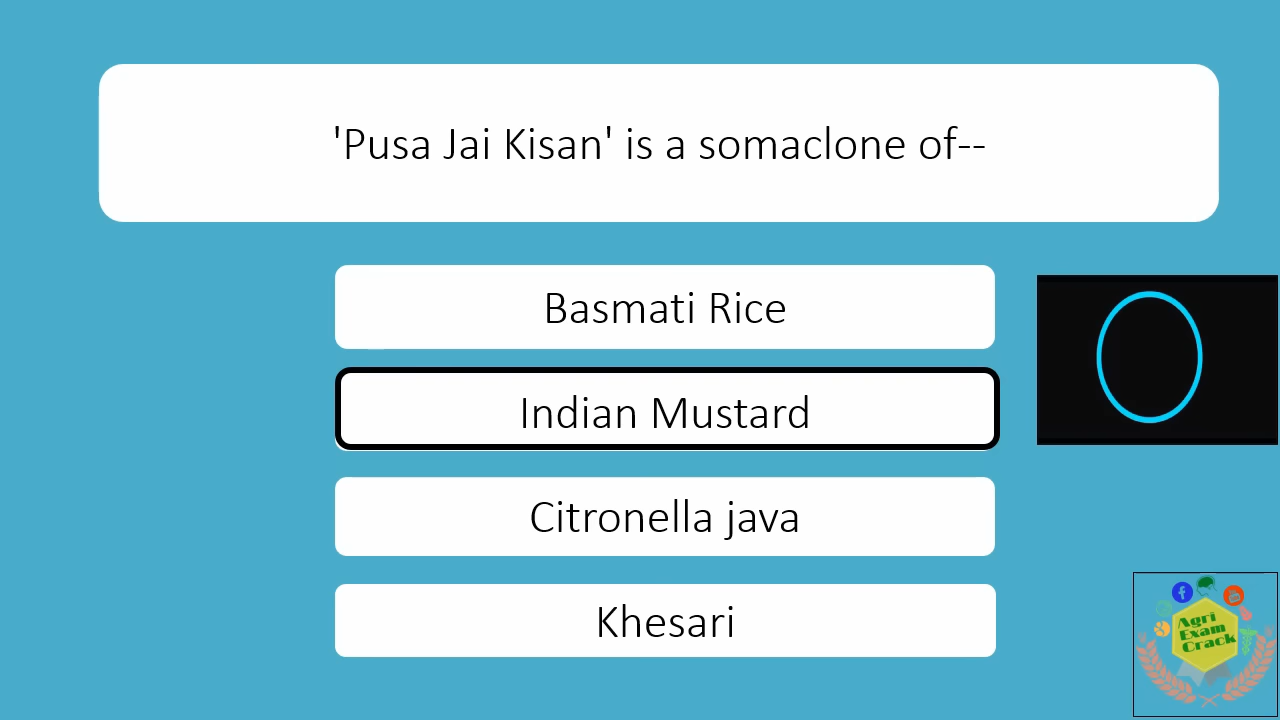 'Pusa Jai Kisan' is a somaclone of--
Basmati Rice
Indian Mustard
Citronella java
Khesari
Agri
Exam
Crack